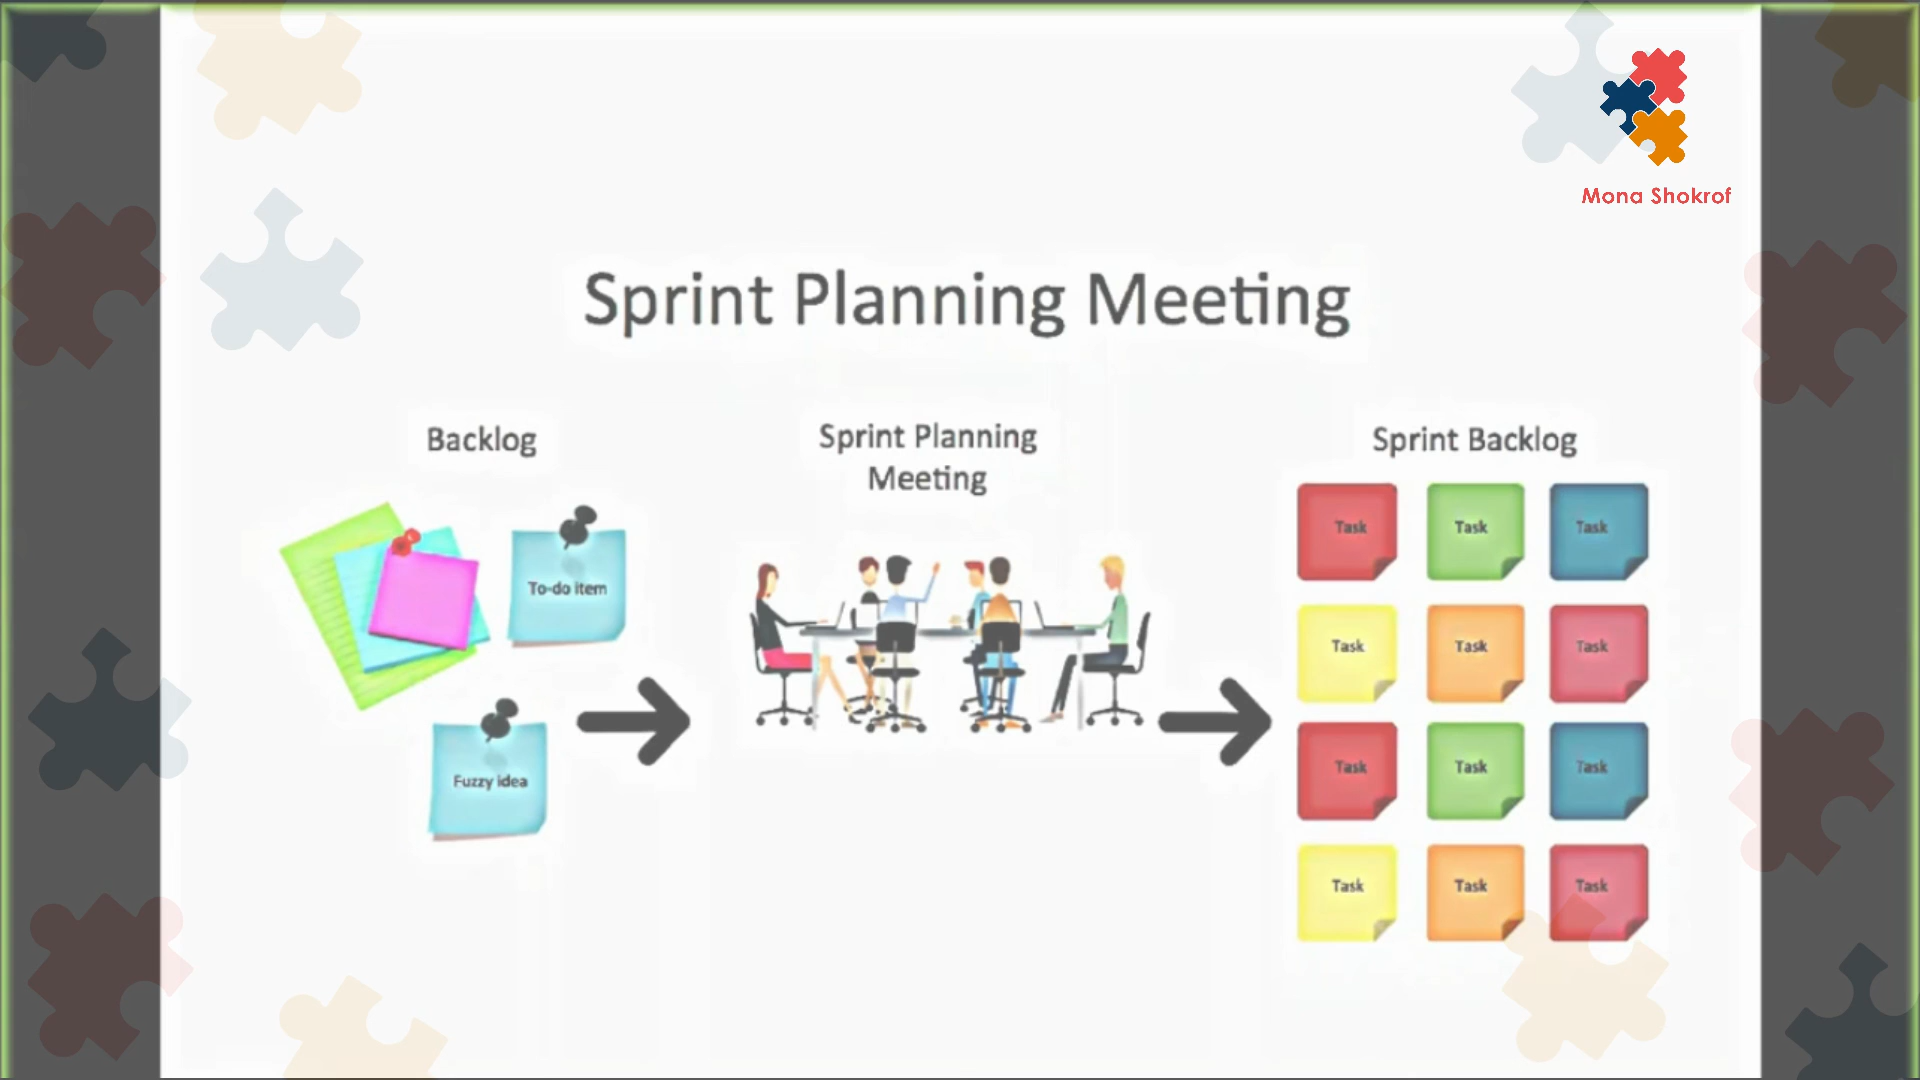 Mona Shokrof
Sprint Planning Meeting
Backlog
To-do item
Fuzzy idea
Sprint Planning
Meeting
Sprint Backlog
Task Task Task
Task Task Task
Task Task Task
Task Task Task